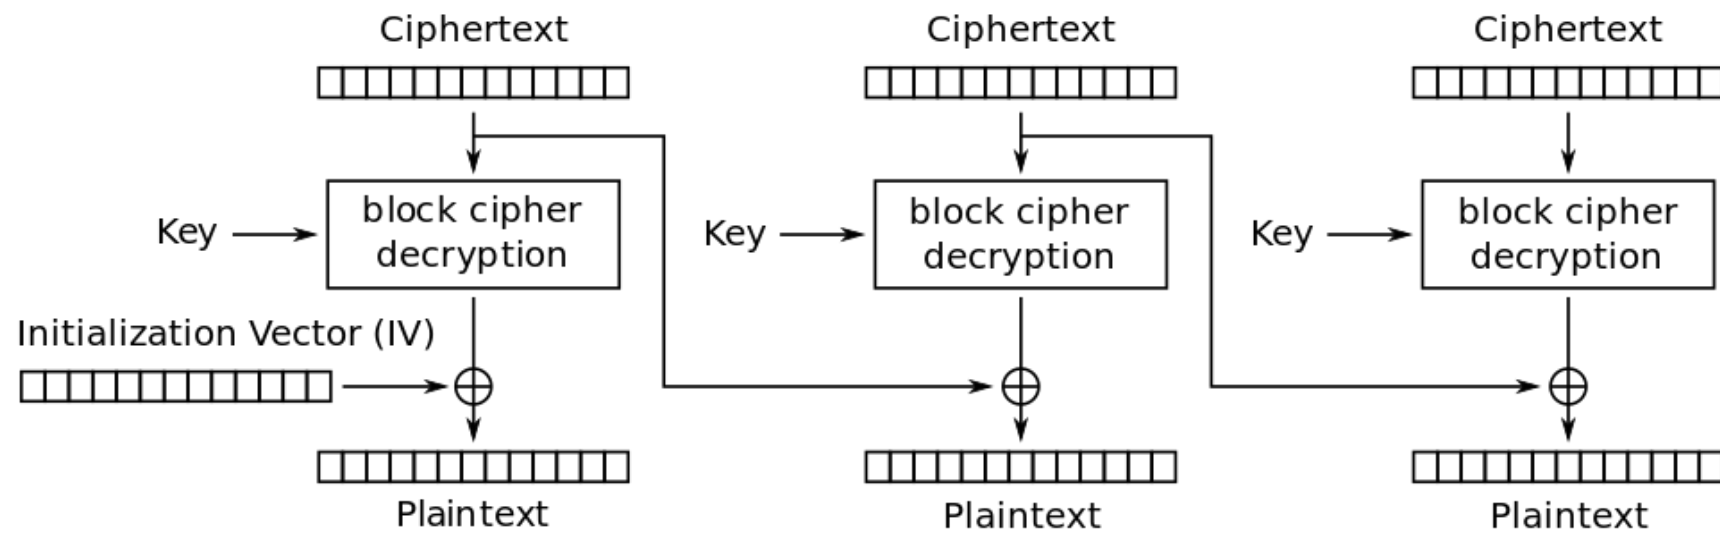 Ciphertext
Ciphertext
Ciphertext
block cipher
decryption
block cipher
decryption
block cipher
decryption
Key
Key
Key
Initialization Vector (IV)
Plaintext
Plaintext
Plaintext